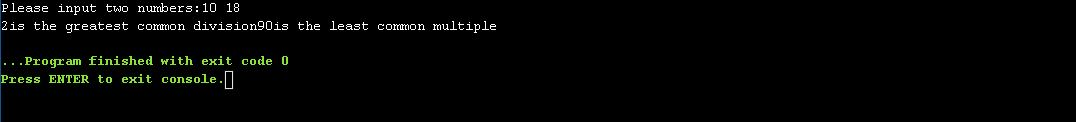 Please input two numbers:10 18
2is the greatest common division90is the least common multiple
...Program finished with exit code 0
Press ENTER to exit console.